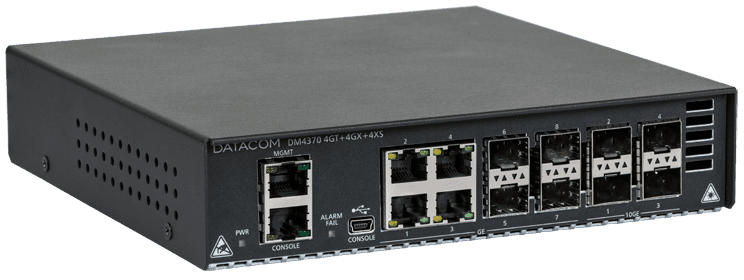 DATACOM DM4370 4GT+4GX+4XS
MGMT
2 4 6 8 2 4
ALARM
FAIL
PWR
CONSOLE
CONSOLE
1 3 GE 5 7 1 10GE 3